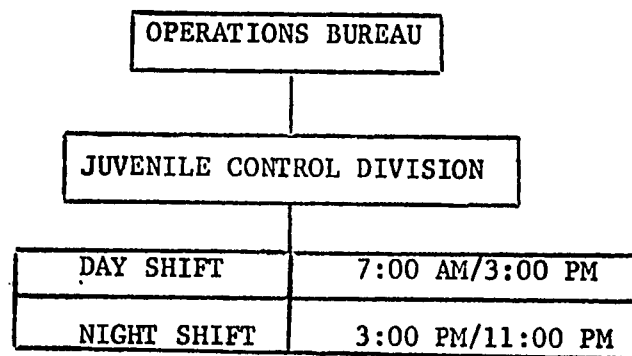 OPERATIONS BUREAU
JUVENILE CONTROL DIVISION
DAY SHIFT 7:00 AM/3:00 PM
NIGHT SHIFT 3:00 PM/11:00 PM